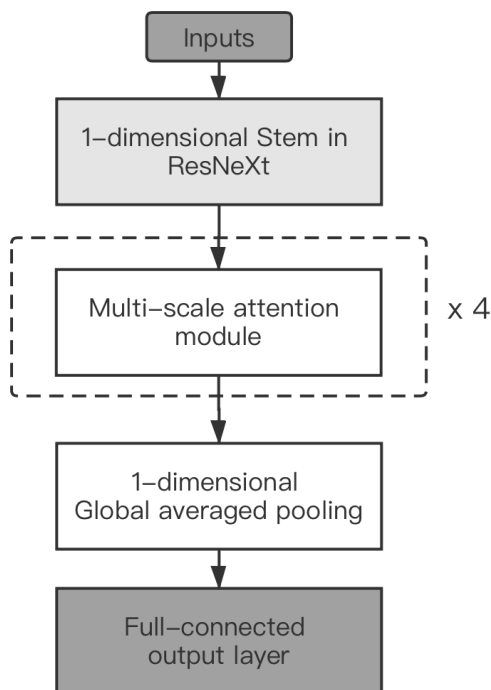 Inputs
1-dimensional Stem in
ResNeXt
Multi-scale attention
module
x 4
1-dimensional
Global averaged pooling
Full-connected
output layer